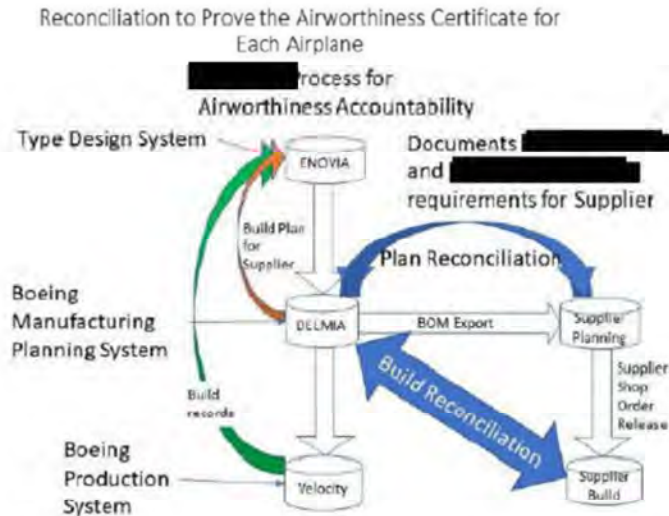 Reconciliation to Prove the Airworthiness Certificate for
Each Airplane
rocess for
Airworthiness Accountability
Type Design System
ENOVIA
Documents
and
requirements for Supplier
Build Plan
for
Supplier
Plan Reconciliation
Boeing
Manufacturing
Planning System
DELMIA
BOM Export
Supplier
Planning
Build Reconciliation
Supplier
Shop
Order
Release
Build
records
Boeing
Production
System
Velocity
Supplier
Build